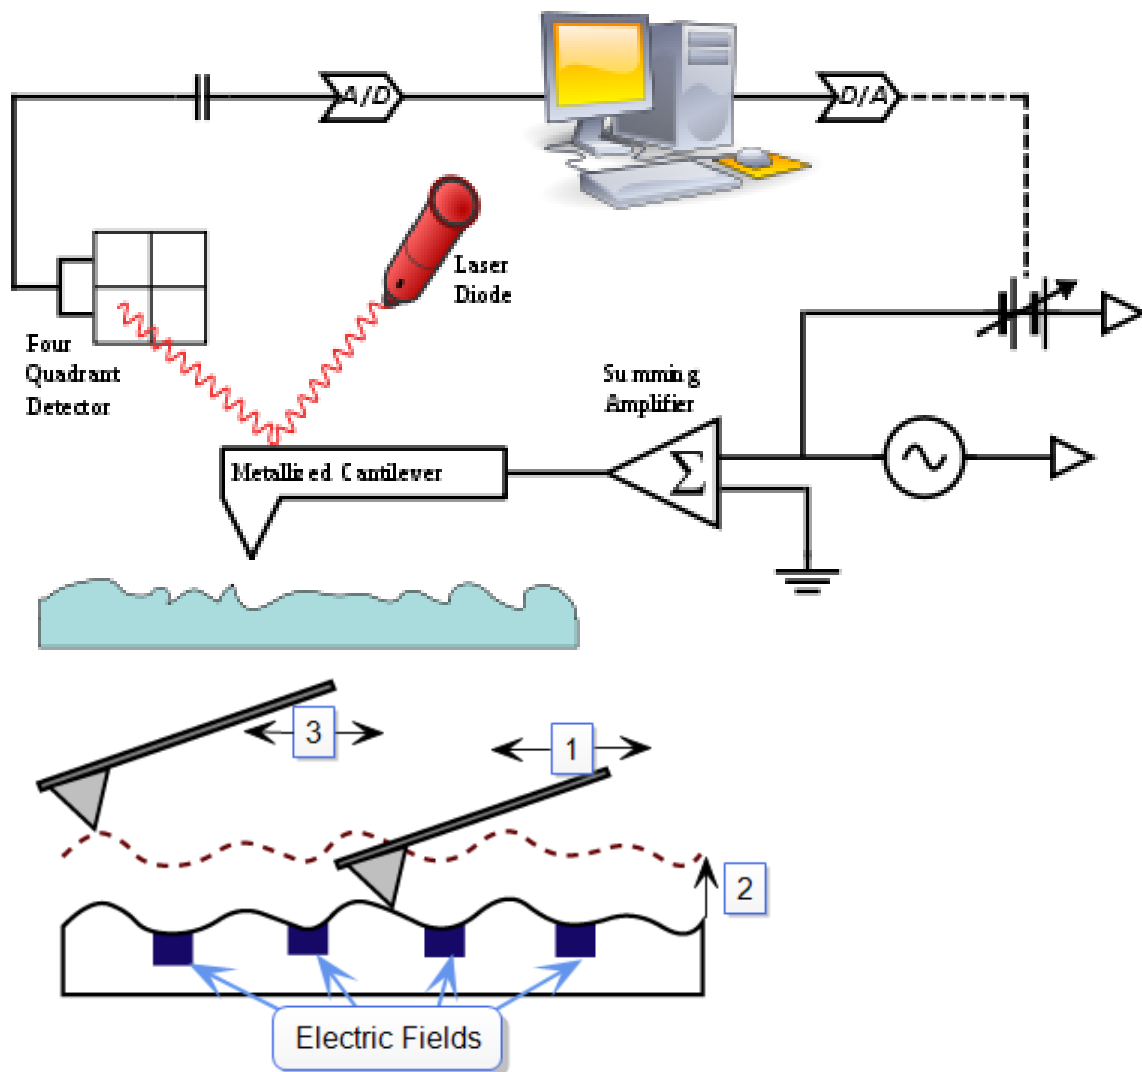 A/D
D/A
Laser
Diode
Four
Quadrant
Detector
Summing
Amplifier
Σ
Metallized Cantilever
3
1
2
Electric Fields